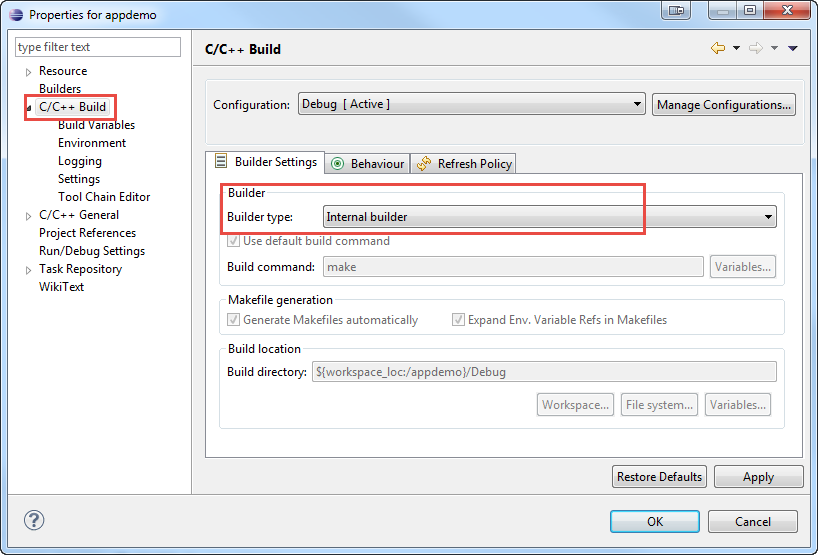 Properties for appdemo
type filter text
Resource
Builders
C/C++ Build
Build Variables
Environment
Logging
Settings
Tool Chain Editor
C/C++ General
Project References
Run/Debug Settings
Task Repository
WikiText
C/C++ Build
Configuration: Debug [ Active ] Manage Configurations...
Builder Settings Behaviour Refresh Policy
Builder
Builder type: Internal builder
Use default build command
Build command: make Variables...
Makefile generation
Generate Makefiles automatically Expand Env. Variable Refs in Makefiles
Build location
Build directory: ${workspace_loc:/appdemo}/Debug
Workspace... File system... Variables...
Restore Defaults Apply
? OK Cancel